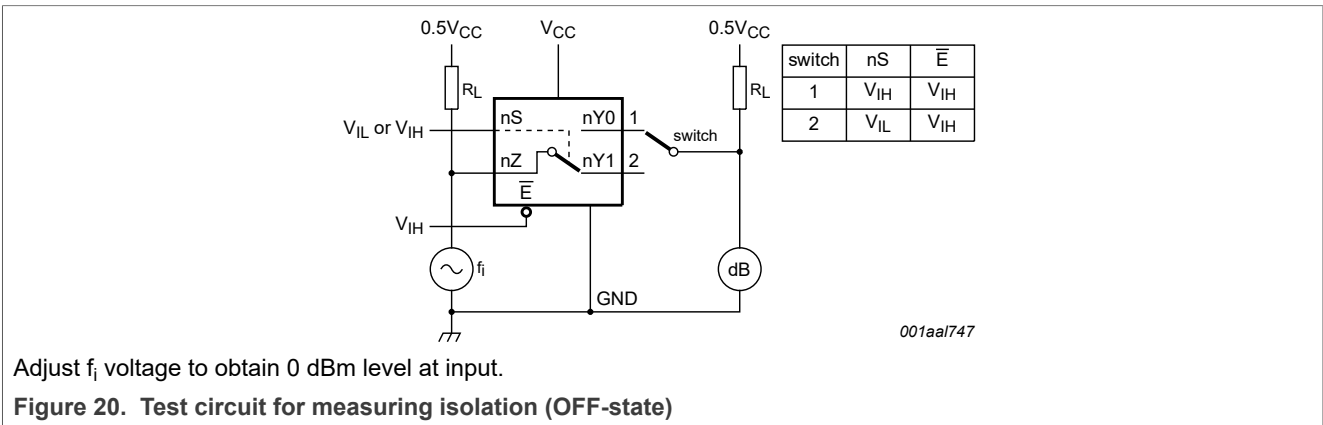 0.5VCC VCC 0.5VCC
switch nS E̅
1 VIH VIH
2 VIL VIH
RL RL
VIL or VIH nS nY0 1 switch
nZ nY1 2
E̅
VIH
fi dB
GND
001aal747
Adjust fi voltage to obtain 0 dBm level at input.
Figure 20. Test circuit for measuring isolation (OFF-state)